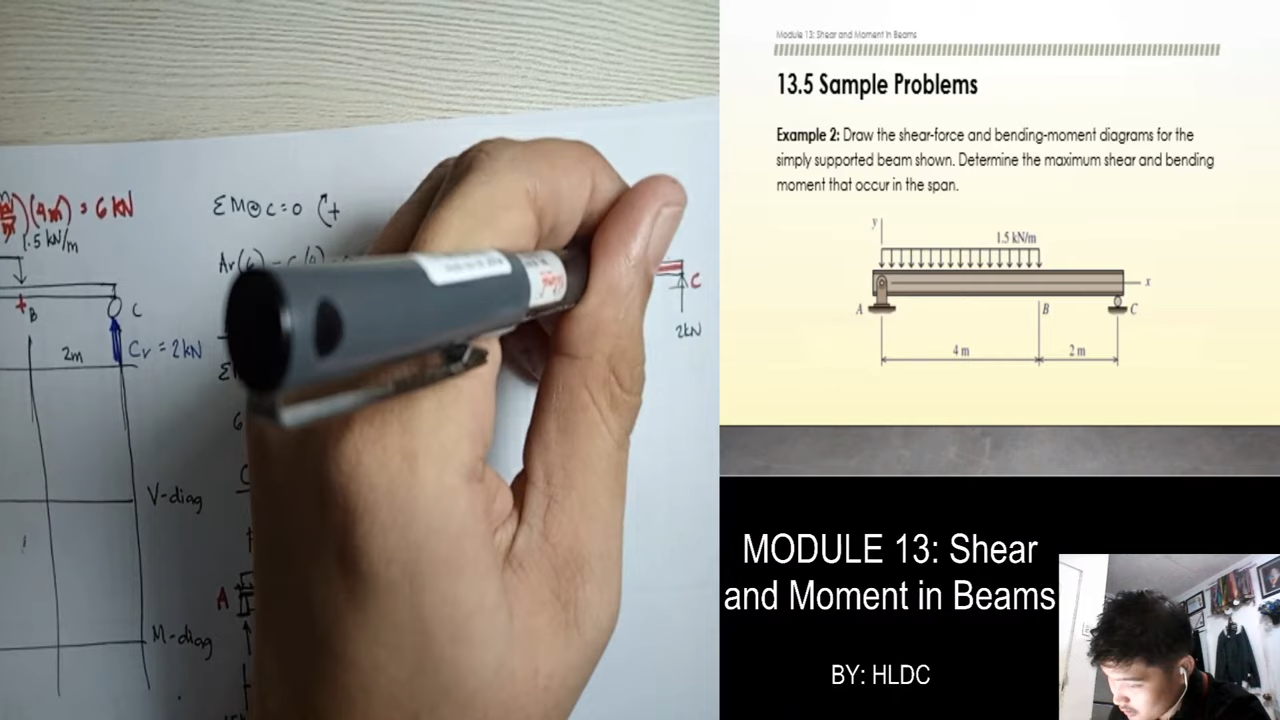 )(4m) = 6 kN
1.5 kN/m
B
C
2m
Cv = 2kN
V-diag
M-diag
ΣM@c=0 (+
Av(6)
A
C
2kN
Module 13: Shear and Moment in Beams
13.5 Sample Problems
Example 2: Draw the shear-force and bending-moment diagrams for the
simply supported beam shown. Determine the maximum shear and bending
moment that occur in the span.
y
1.5 kN/m
x
A
B
C
4 m
2 m
MODULE 13: Shear
and Moment in Beams
BY: HLDC